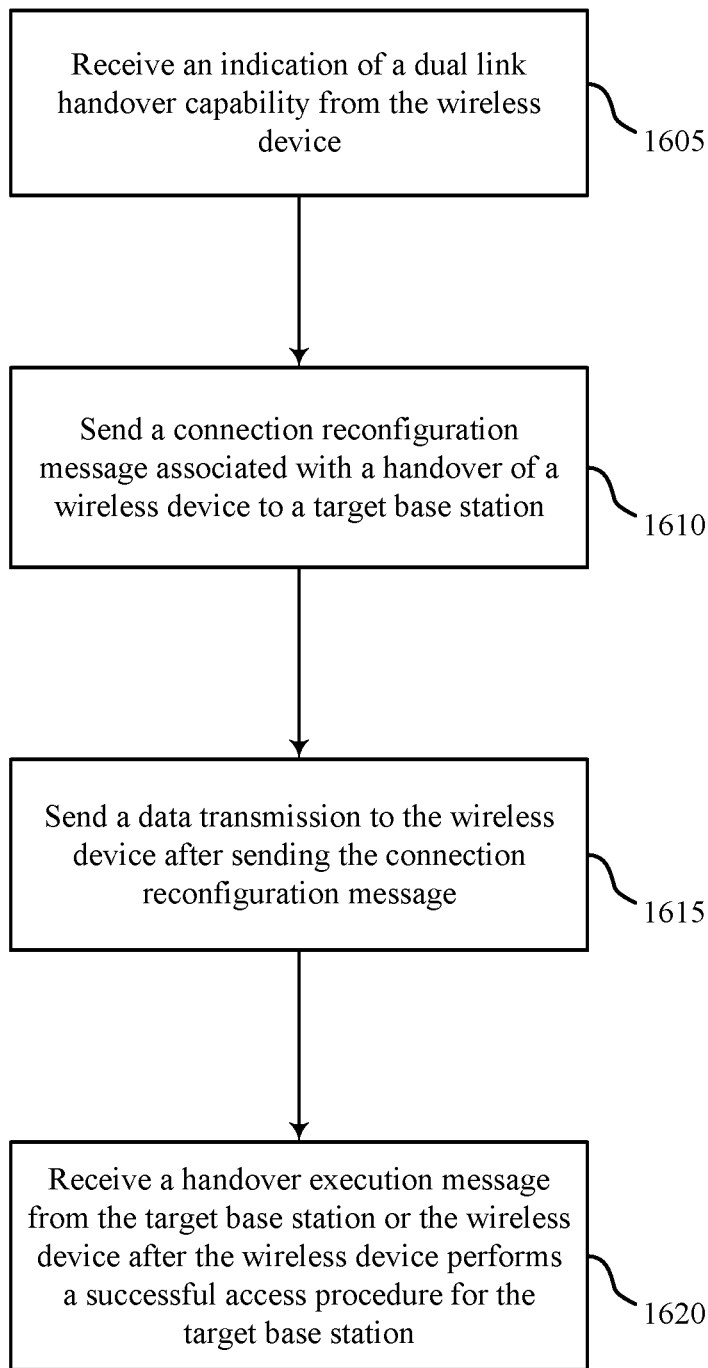 Receive an indication of a dual link
handover capability from the wireless
device
1605
Send a connection reconfiguration
message associated with a handover of a
wireless device to a target base station
1610
Send a data transmission to the wireless
device after sending the connection
reconfiguration message
1615
Receive a handover execution message
from the target base station or the wireless
device after the wireless device performs
a successful access procedure for the
target base station
1620